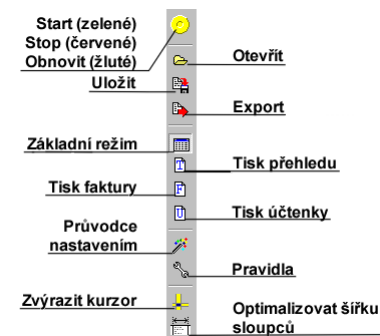 Start (zelené)
Stop (červené)
Obnovit (žluté)
Otevřít
Uložit
Export
Základní režim
T
Tisk přehledu
Tisk faktury
F
U
Tisk účtenky
Průvodce
nastavením
Pravidla
Zvýrazit kurzor
Optimalizovat šířku
sloupců